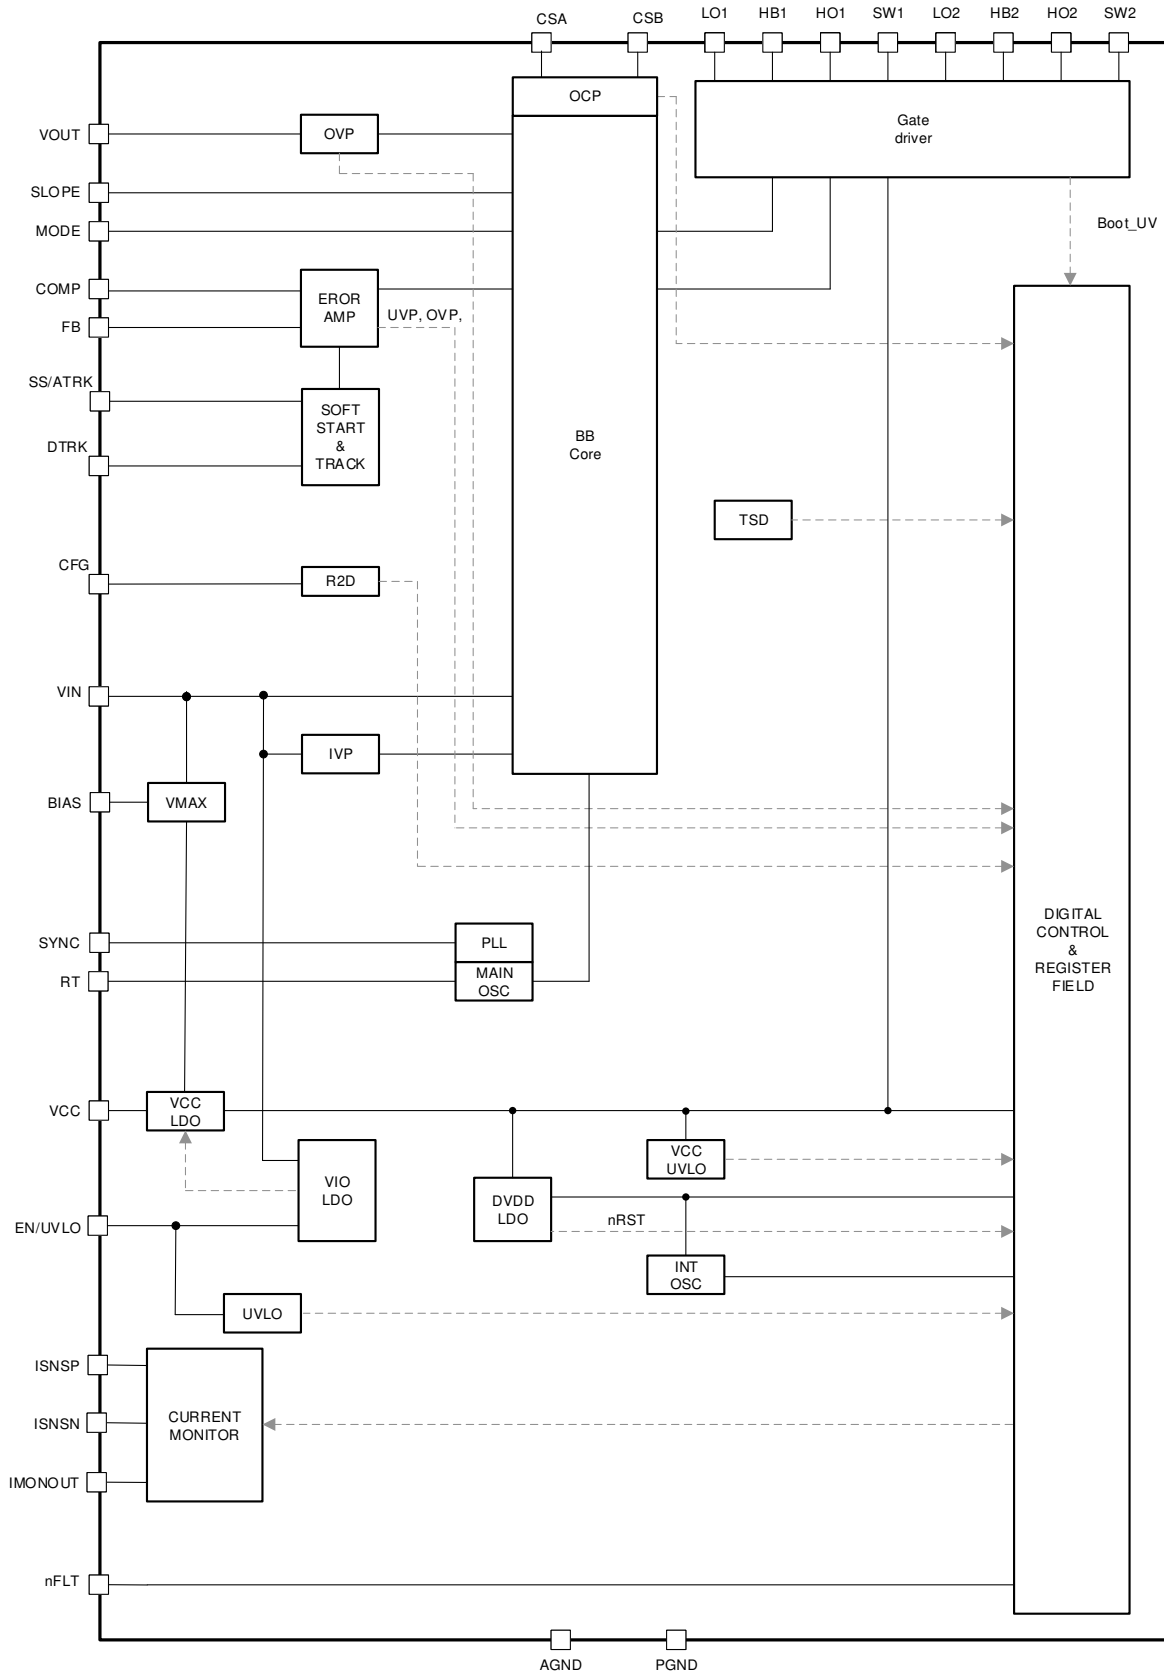 CSA
CSB
LO1
HB1
HO1
SW1
LO2
HB2
HO2
SW2
OCP
Gate
driver
VOUT
OVP
SLOPE
MODE
Boot_UV
COMP
EROR
AMP
UVP, OVP,
FB
SS/ATRK
SOFT
START
&
TRACK
DTRK
BB
Core
TSD
CFG
R2D
VIN
IVP
BIAS
VMAX
DIGITAL
CONTROL
&
REGISTER
FIELD
SYNC
PLL
RT
MAIN
OSC
VCC
VCC
LDO
VCC
UVLO
VIO
LDO
DVDD
LDO
nRST
EN/UVLO
INT
OSC
UVLO
ISNSP
ISNSN
CURRENT
MONITOR
IMONOUT
nFLT
AGND
PGND